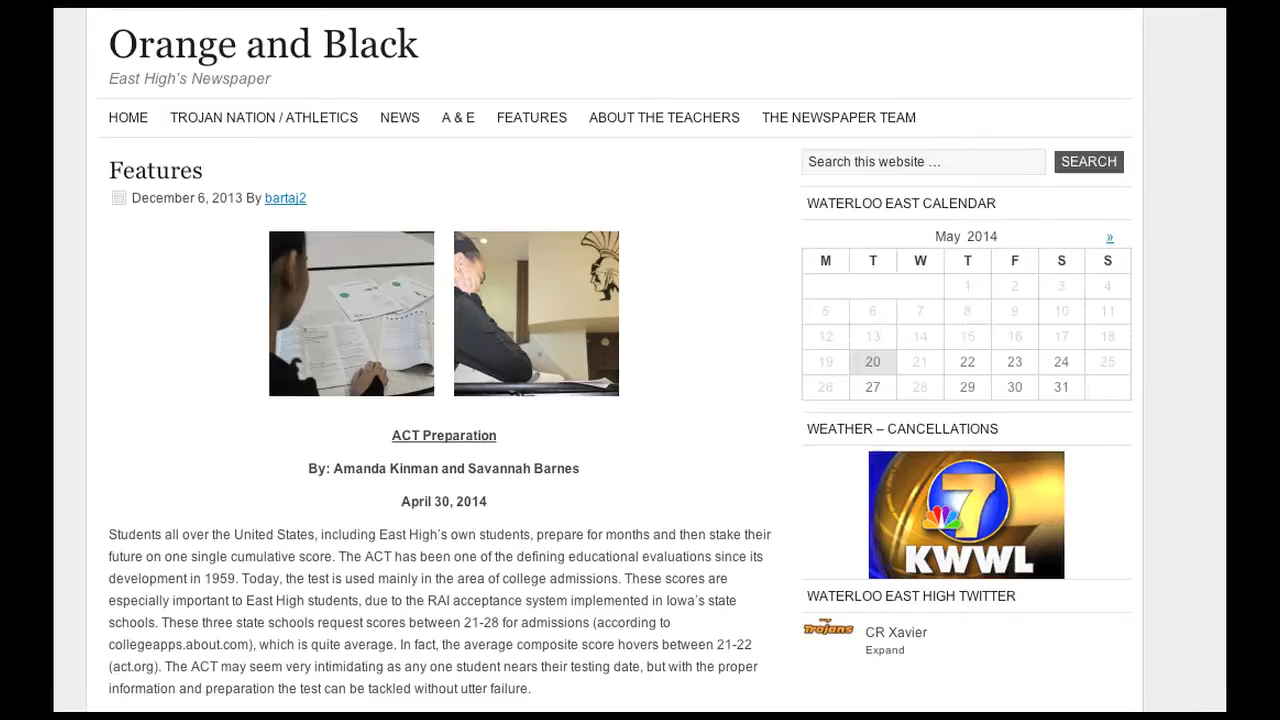 Orange and Black
East High's Newspaper
HOME TROJAN NATION / ATHLETICS NEWS A & E FEATURES ABOUT THE TEACHERS THE NEWSPAPER TEAM
Features
December 6, 2013 By bartaj2
ACT Preparation
By: Amanda Kinman and Savannah Barnes
April 30, 2014
Students all over the United States, including East High's own students, prepare for months and then stake their
future on one single cumulative score. The ACT has been one of the defining educational evaluations since its
development in 1959. Today, the test is used mainly in the area of college admissions. These scores are
especially important to East High students, due to the RAI acceptance system implemented in Iowa's state
schools. These three state schools request scores between 21-28 for admissions (according to
collegeapps.about.com), which is quite average. In fact, the average composite score hovers between 21-22
(act.org). The ACT may seem very intimidating as any one student nears their testing date, but with the proper
information and preparation the test can be tackled without utter failure.
Search this website … SEARCH
WATERLOO EAST CALENDAR
May 2014 »
M T W T F S S
1 2 3 4
5 6 7 8 9 10 11
12 13 14 15 16 17 18
19 20 21 22 23 24 25
26 27 28 29 30 31
WEATHER – CANCELLATIONS
7
KWWL
WATERLOO EAST HIGH TWITTER
Trojans
CR Xavier
Expand